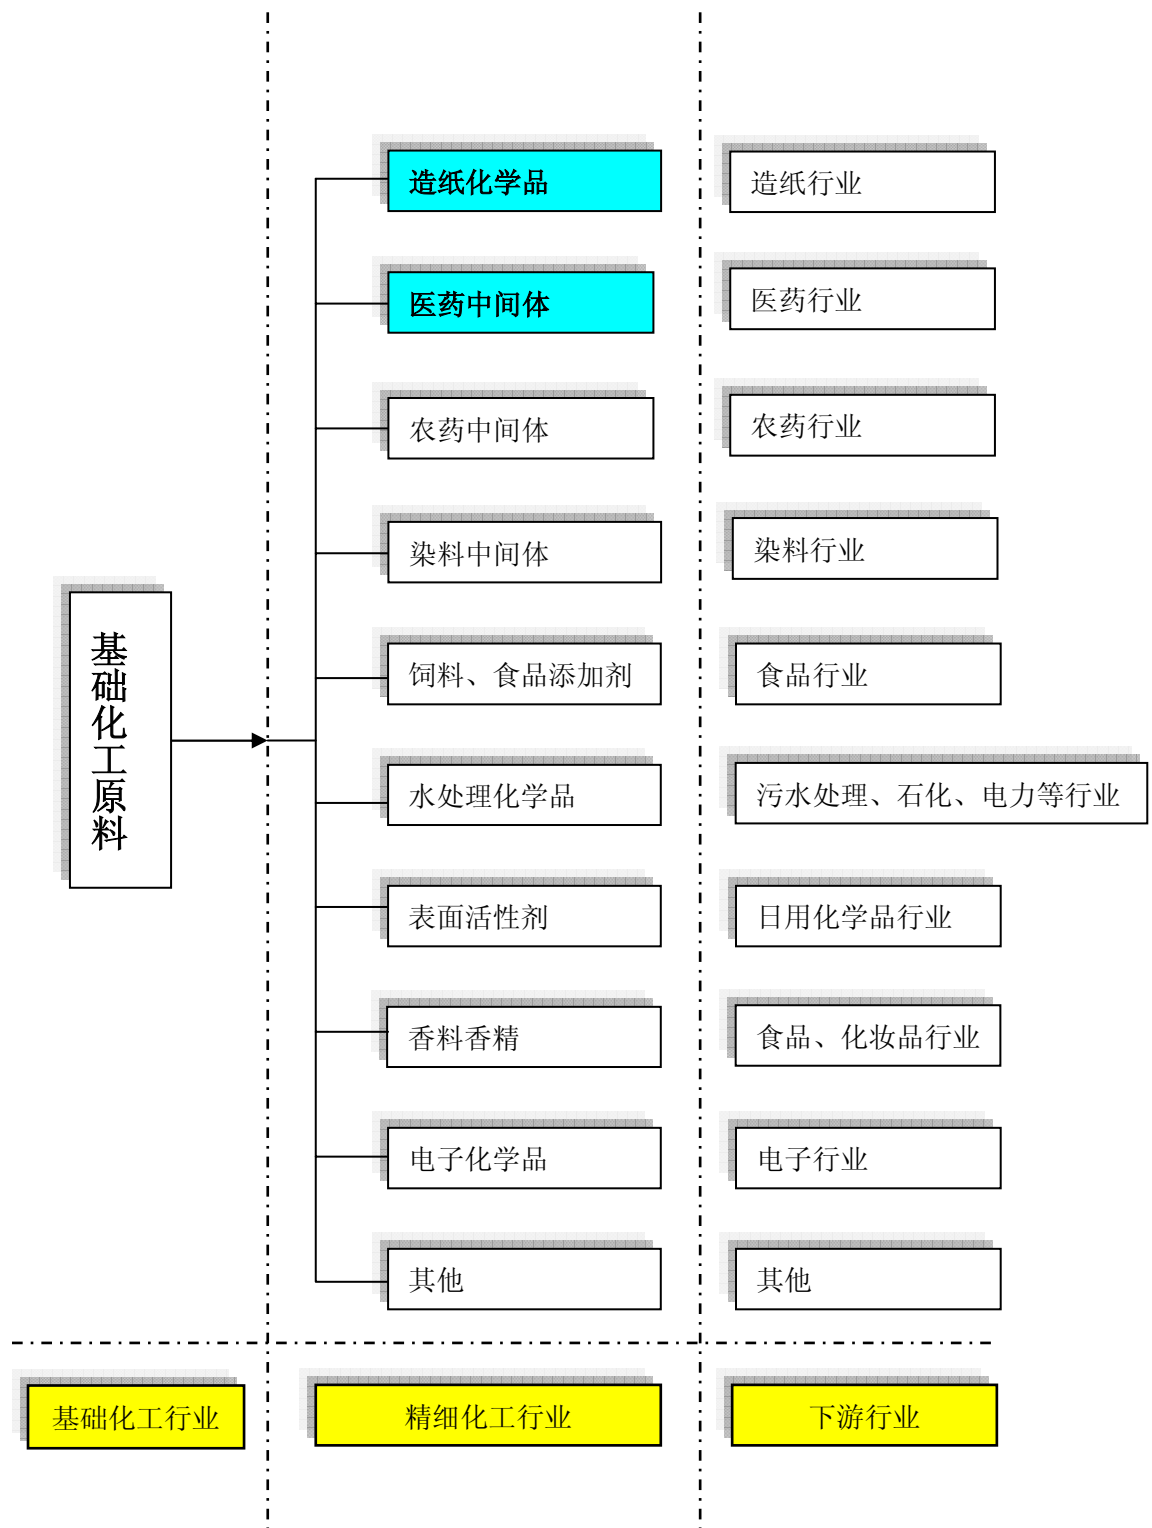 造纸化学品
造纸行业
医药中间体
医药行业
农药中间体
农药行业
染料中间体
染料行业
基础化工原料
饲料、食品添加剂
食品行业
水处理化学品
污水处理、石化、电力等行业
表面活性剂
日用化学品行业
香料香精
食品、化妆品行业
电子化学品
电子行业
其他
其他
基础化工行业
精细化工行业
下游行业